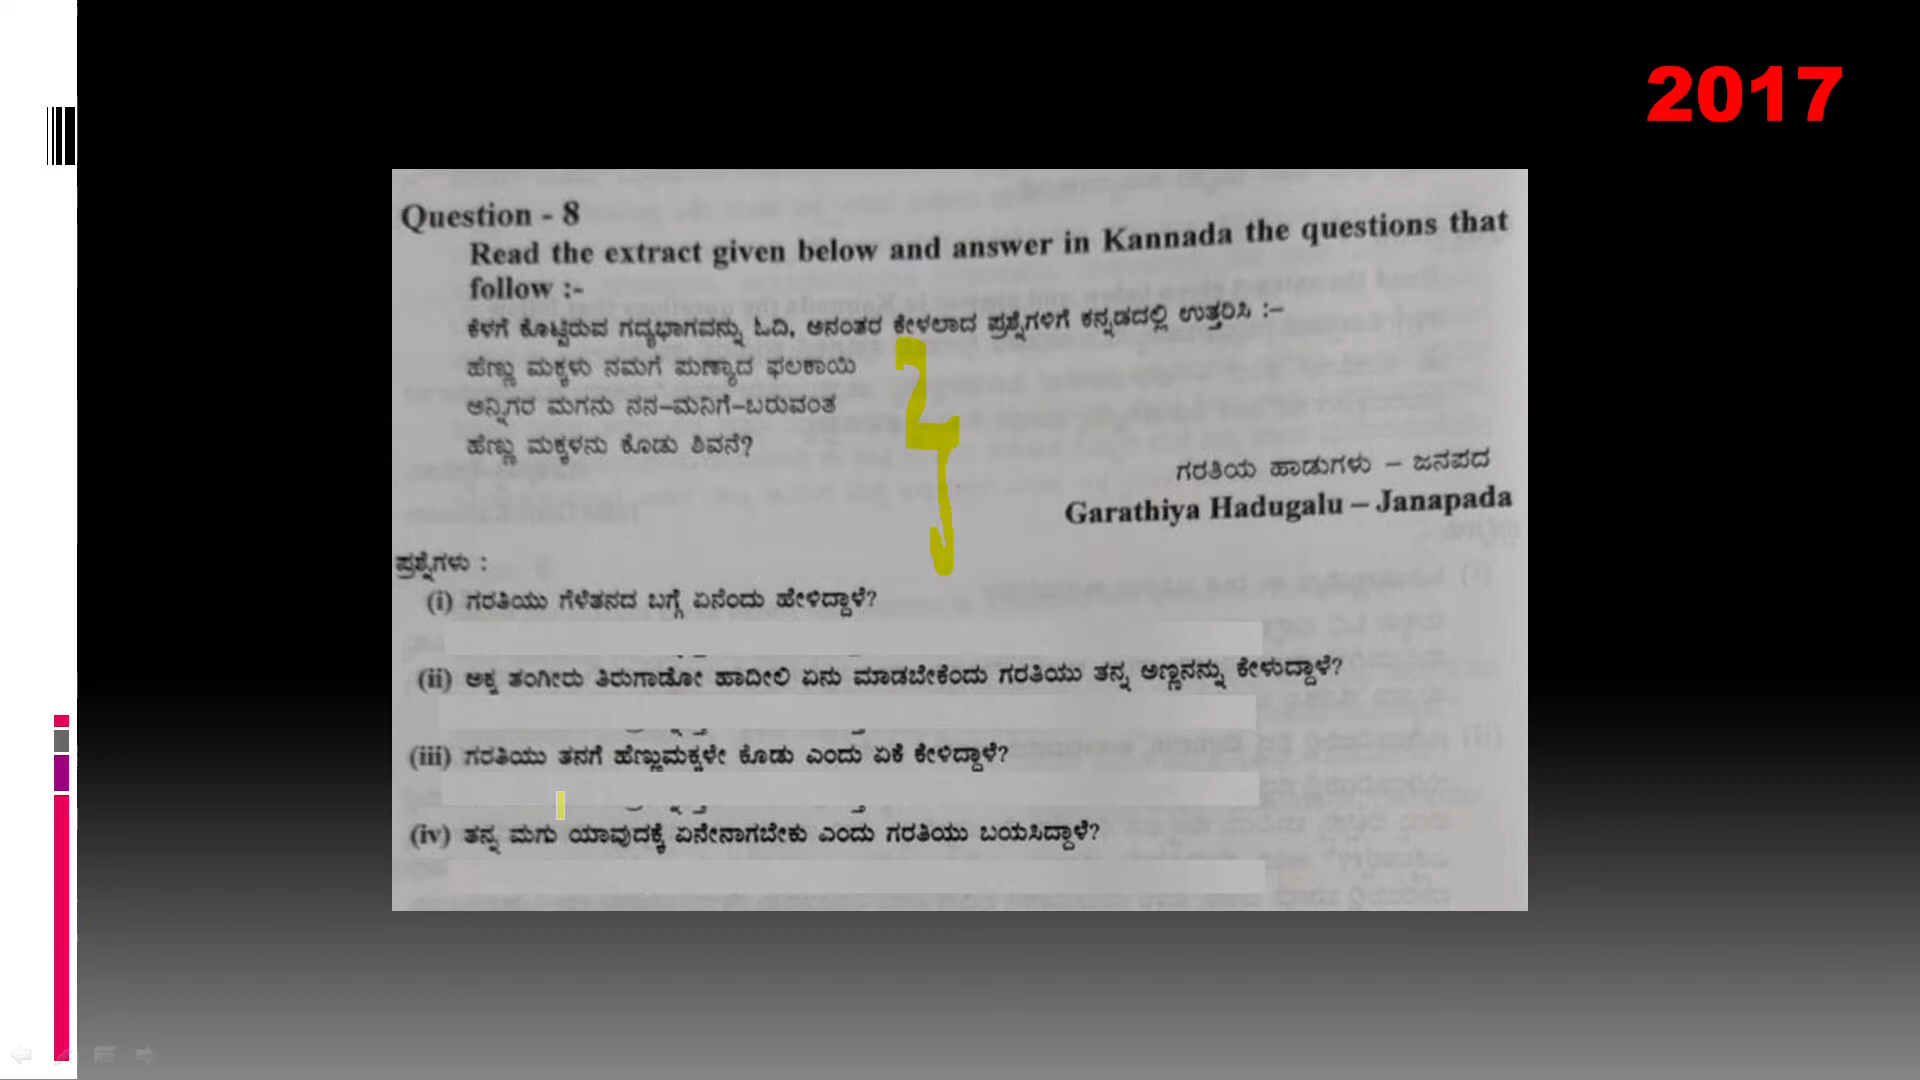 2017
Question - 8
Read the extract given below and answer in Kannada the questions that
follow :-
ಕೆಳಗೆ ಕೊಟ್ಟಿರುವ ಗದ್ಯಭಾಗವನ್ನು ಓದಿ, ಅನಂತರ ಕೇಳಲಾದ ಪ್ರಶ್ನೆಗಳಿಗೆ ಕನ್ನಡದಲ್ಲಿ ಉತ್ತರಿಸಿ :–
ಹೆಣ್ಣು ಮಕ್ಕಳು ನಮಗೆ ಪುಣ್ಯಾದ ಫಲಕಾಯಿ
ಅನ್ನಿಗರ ಮಗನು ನನ–ಮನಿಗೆ–ಬರುವಂತ
ಹೆಣ್ಣು ಮಕ್ಕಳನು ಕೊಡು ಶಿವನೆ?
ಗರತಿಯ ಹಾಡುಗಳು – ಜನಪದ
Garathiya Hadugalu – Janapada
ಪ್ರಶ್ನೆಗಳು :
(i) ಗರತಿಯು ಗೆಳೆತನದ ಬಗ್ಗೆ ಏನೆಂದು ಹೇಳಿದ್ದಾಳೆ?
(ii) ಅಕ್ಕ ತಂಗೀರು ತಿರುಗಾಡೋ ಹಾದೀಲಿ ಏನು ಮಾಡಬೇಕೆಂದು ಗರತಿಯು ತನ್ನ ಅಣ್ಣನನ್ನು ಕೇಳುದ್ದಾಳೆ?
(iii) ಗರತಿಯು ತನಗೆ ಹೆಣ್ಣುಮಕ್ಕಳೇ ಕೊಡು ಎಂದು ಏಕೆ ಕೇಳಿದ್ದಾಳೆ?
(iv) ತನ್ನ ಮಗು ಯಾವುದಕ್ಕೆ ಏನೇನಾಗಬೇಕು ಎಂದು ಗರತಿಯು ಬಯಸಿದ್ದಾಳೆ?